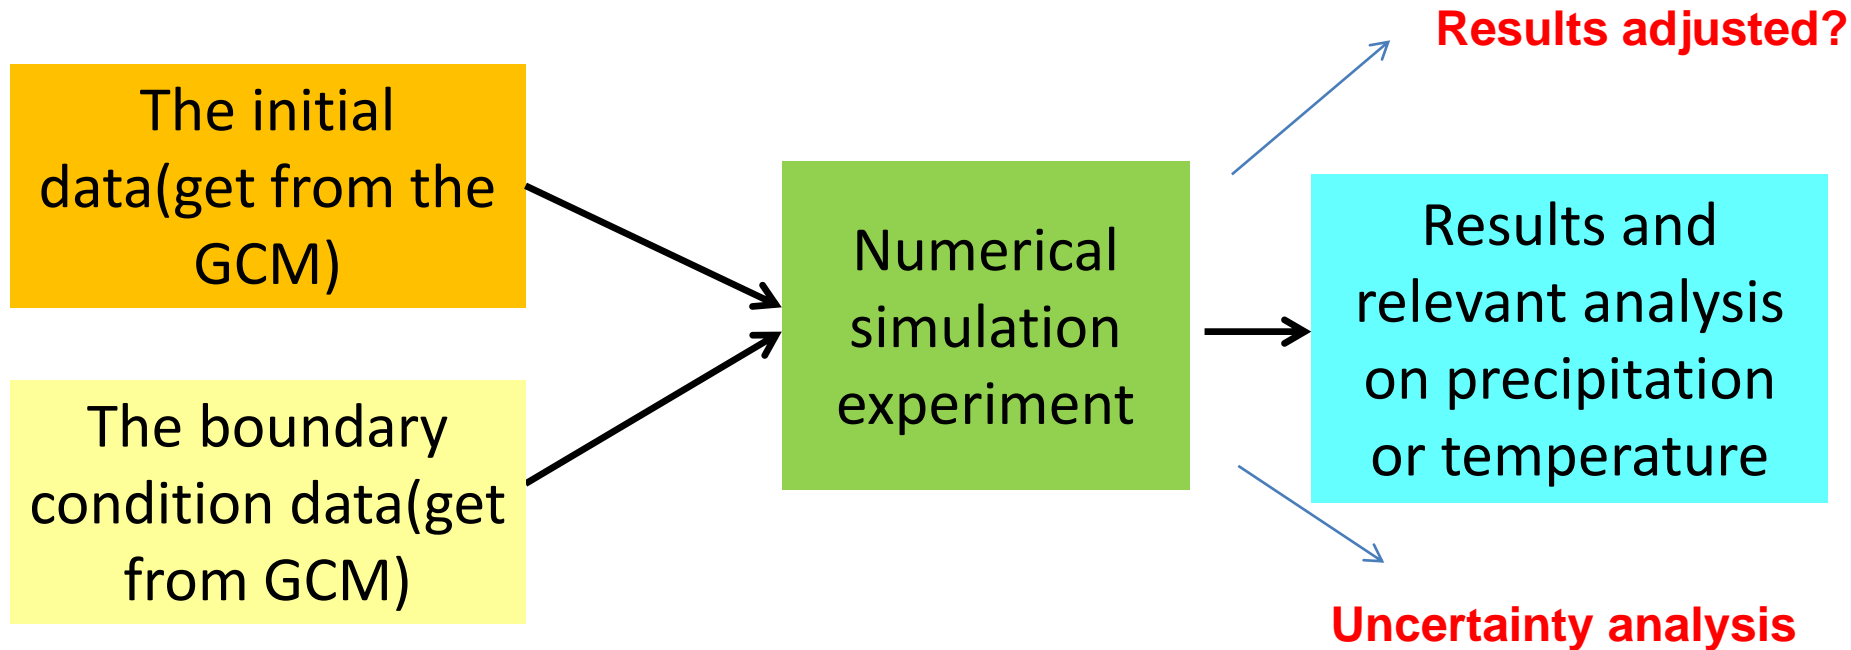 Results adjusted?
The initial
data(get from the
GCM)
Numerical
simulation
experiment
Results and
relevant analysis
on precipitation
or temperature
The boundary
condition data(get
from GCM)
Uncertainty analysis